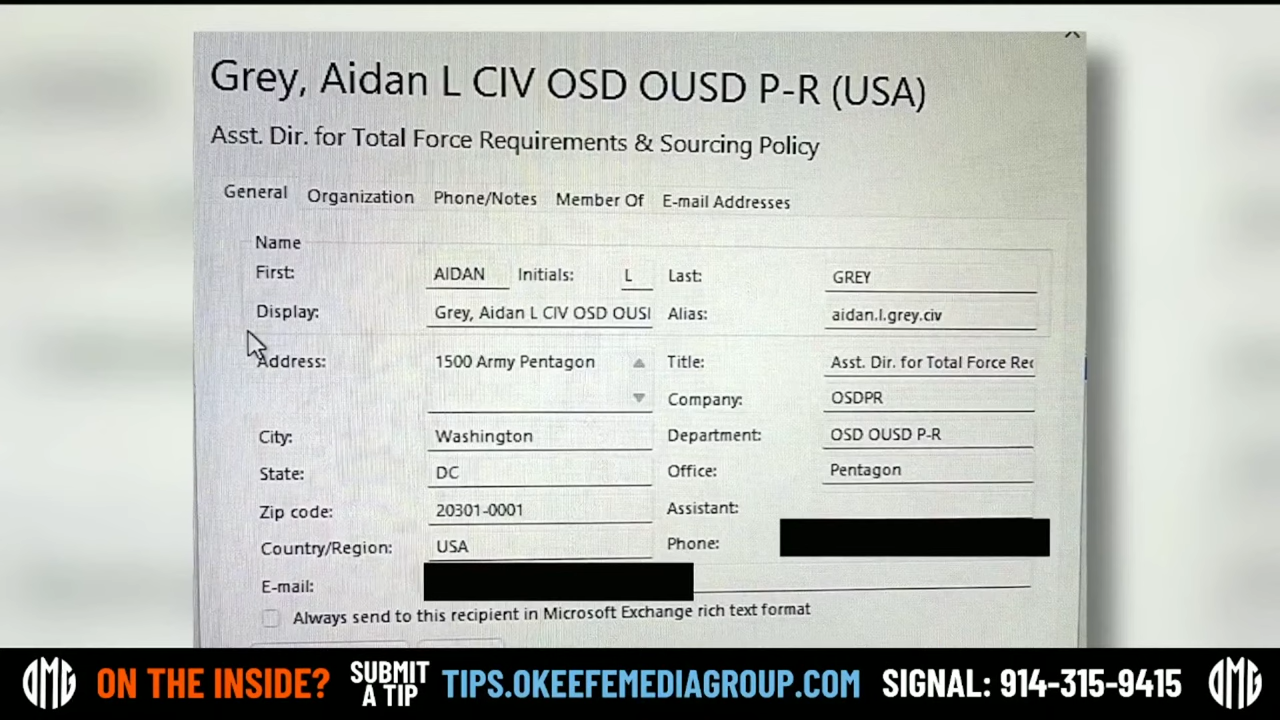 Grey, Aidan L CIV OSD OUSD P-R (USA)
Asst. Dir. for Total Force Requirements & Sourcing Policy
General Organization Phone/Notes Member Of E-mail Addresses
Name
First: AIDAN Initials: L Last: GREY
Display: Grey, Aidan L CIV OSD OUSI Alias: aidan.l.grey.civ
Address: 1500 Army Pentagon Title: Asst. Dir. for Total Force Rec
Company: OSDPR
City: Washington Department: OSD OUSD P-R
State: DC Office: Pentagon
Zip code: 20301-0001 Assistant:
Country/Region: USA Phone:
E-mail:
Always send to this recipient in Microsoft Exchange rich text format
OMG ON THE INSIDE? SUBMIT A TIP TIPS.OKEEFEMEDIAGROUP.COM SIGNAL: 914-315-9415 OMG